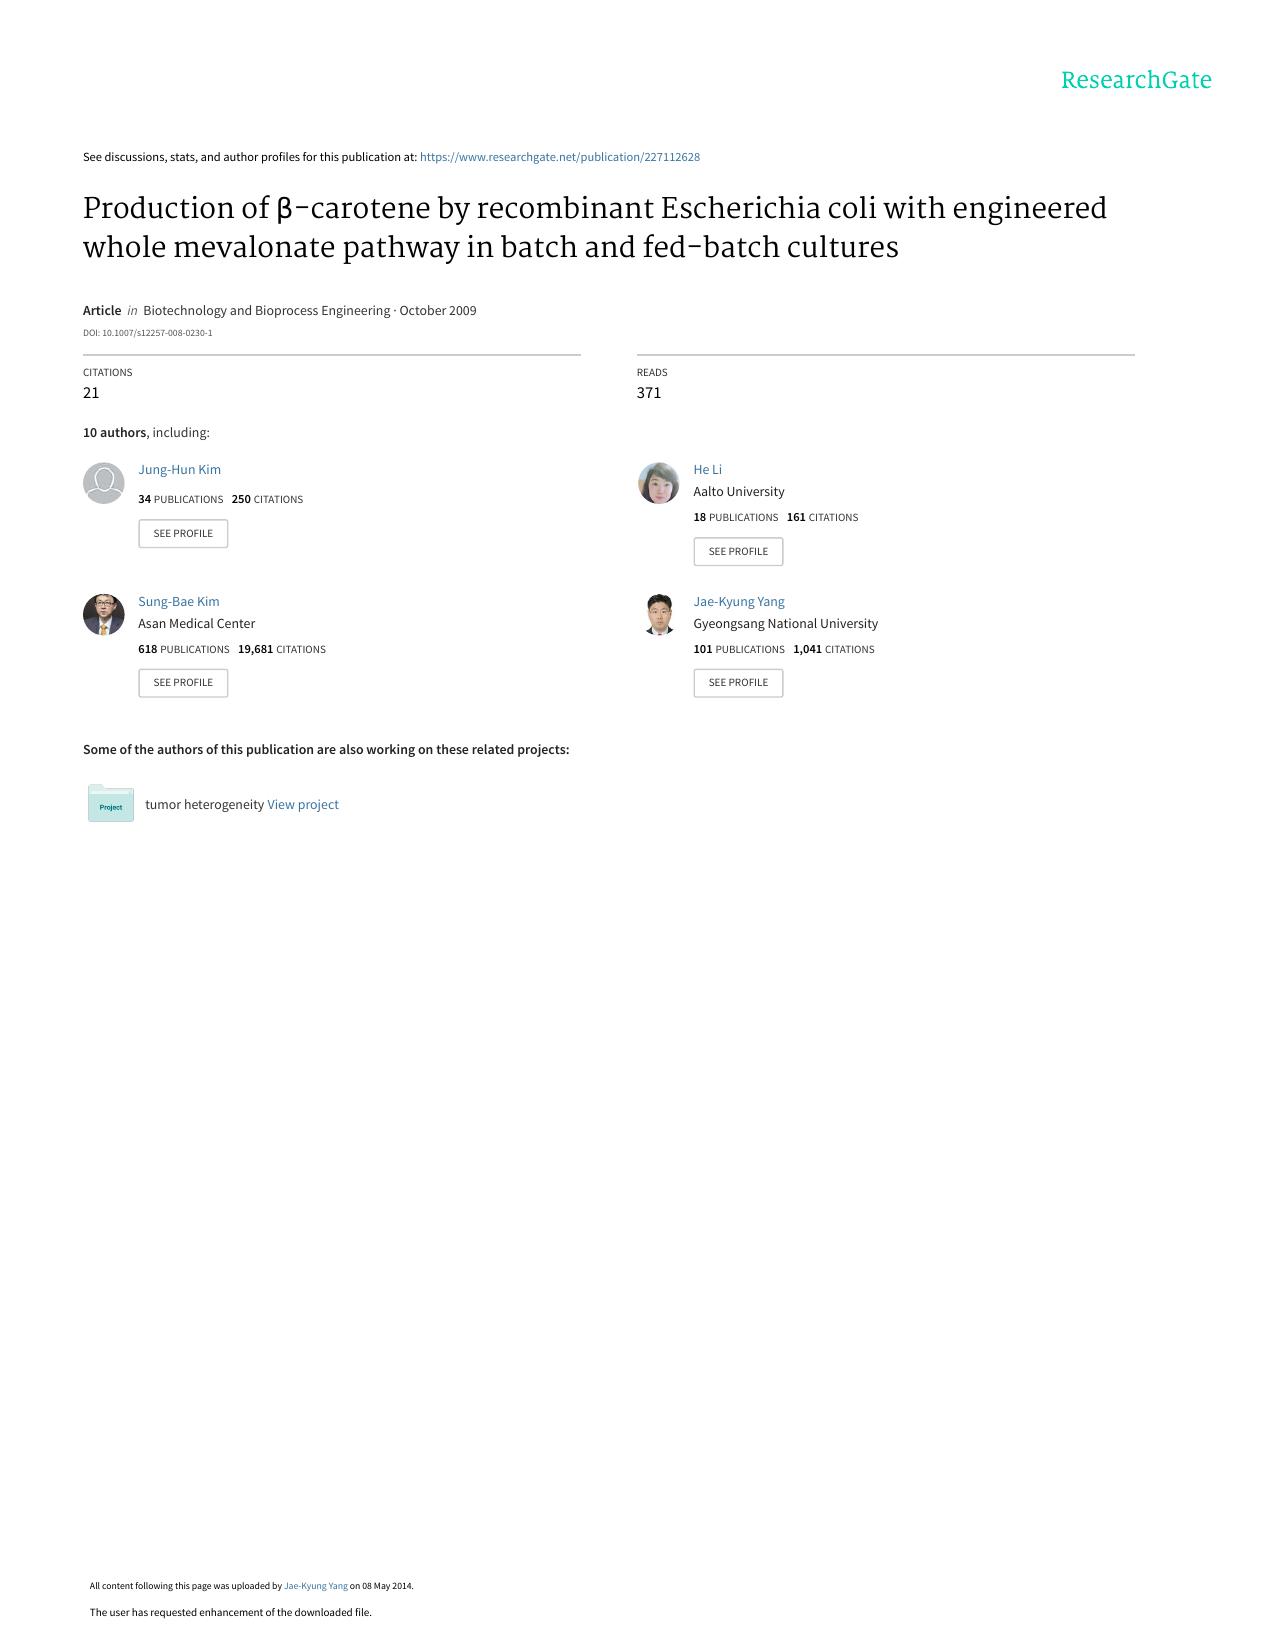 ResearchGate
See discussions, stats, and author profiles for this publication at: https://www.researchgate.net/publication/227112628
Production of β-carotene by recombinant Escherichia coli with engineered
whole mevalonate pathway in batch and fed-batch cultures
Article in Biotechnology and Bioprocess Engineering · October 2009
DOI: 10.1007/s12257-008-0230-1
CITATIONS
21
READS
371
10 authors, including:
Jung-Hun Kim
34 PUBLICATIONS 250 CITATIONS
SEE PROFILE
He Li
Aalto University
18 PUBLICATIONS 161 CITATIONS
SEE PROFILE
Sung-Bae Kim
Asan Medical Center
618 PUBLICATIONS 19,681 CITATIONS
SEE PROFILE
Jae-Kyung Yang
Gyeongsang National University
101 PUBLICATIONS 1,041 CITATIONS
SEE PROFILE
Some of the authors of this publication are also working on these related projects:
Project
tumor heterogeneity View project
All content following this page was uploaded by Jae-Kyung Yang on 08 May 2014.
The user has requested enhancement of the downloaded file.